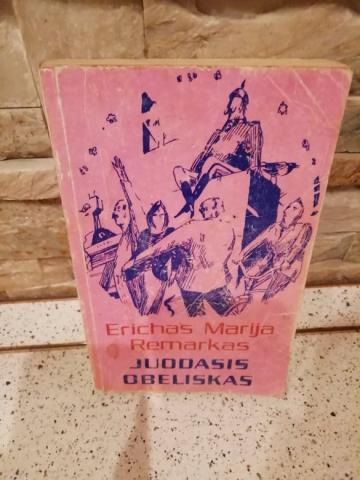 Erichas Marija
Remarkas
JUODASIS
OBELISKAS